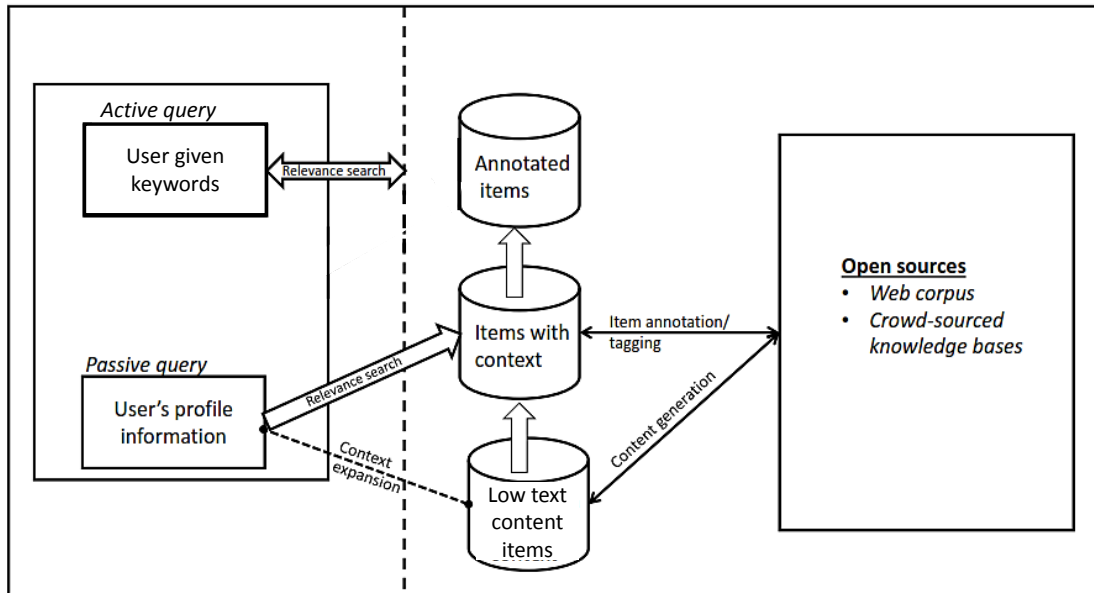 Active query
User given
keywords
Relevance search
Passive query
User's profile
information
Relevance search
Context
expansion
Annotated
items
Items with
context
Low text
content
items
Item annotation/
tagging
Content generation
Open sources
• Web corpus
• Crowd-sourced
knowledge bases